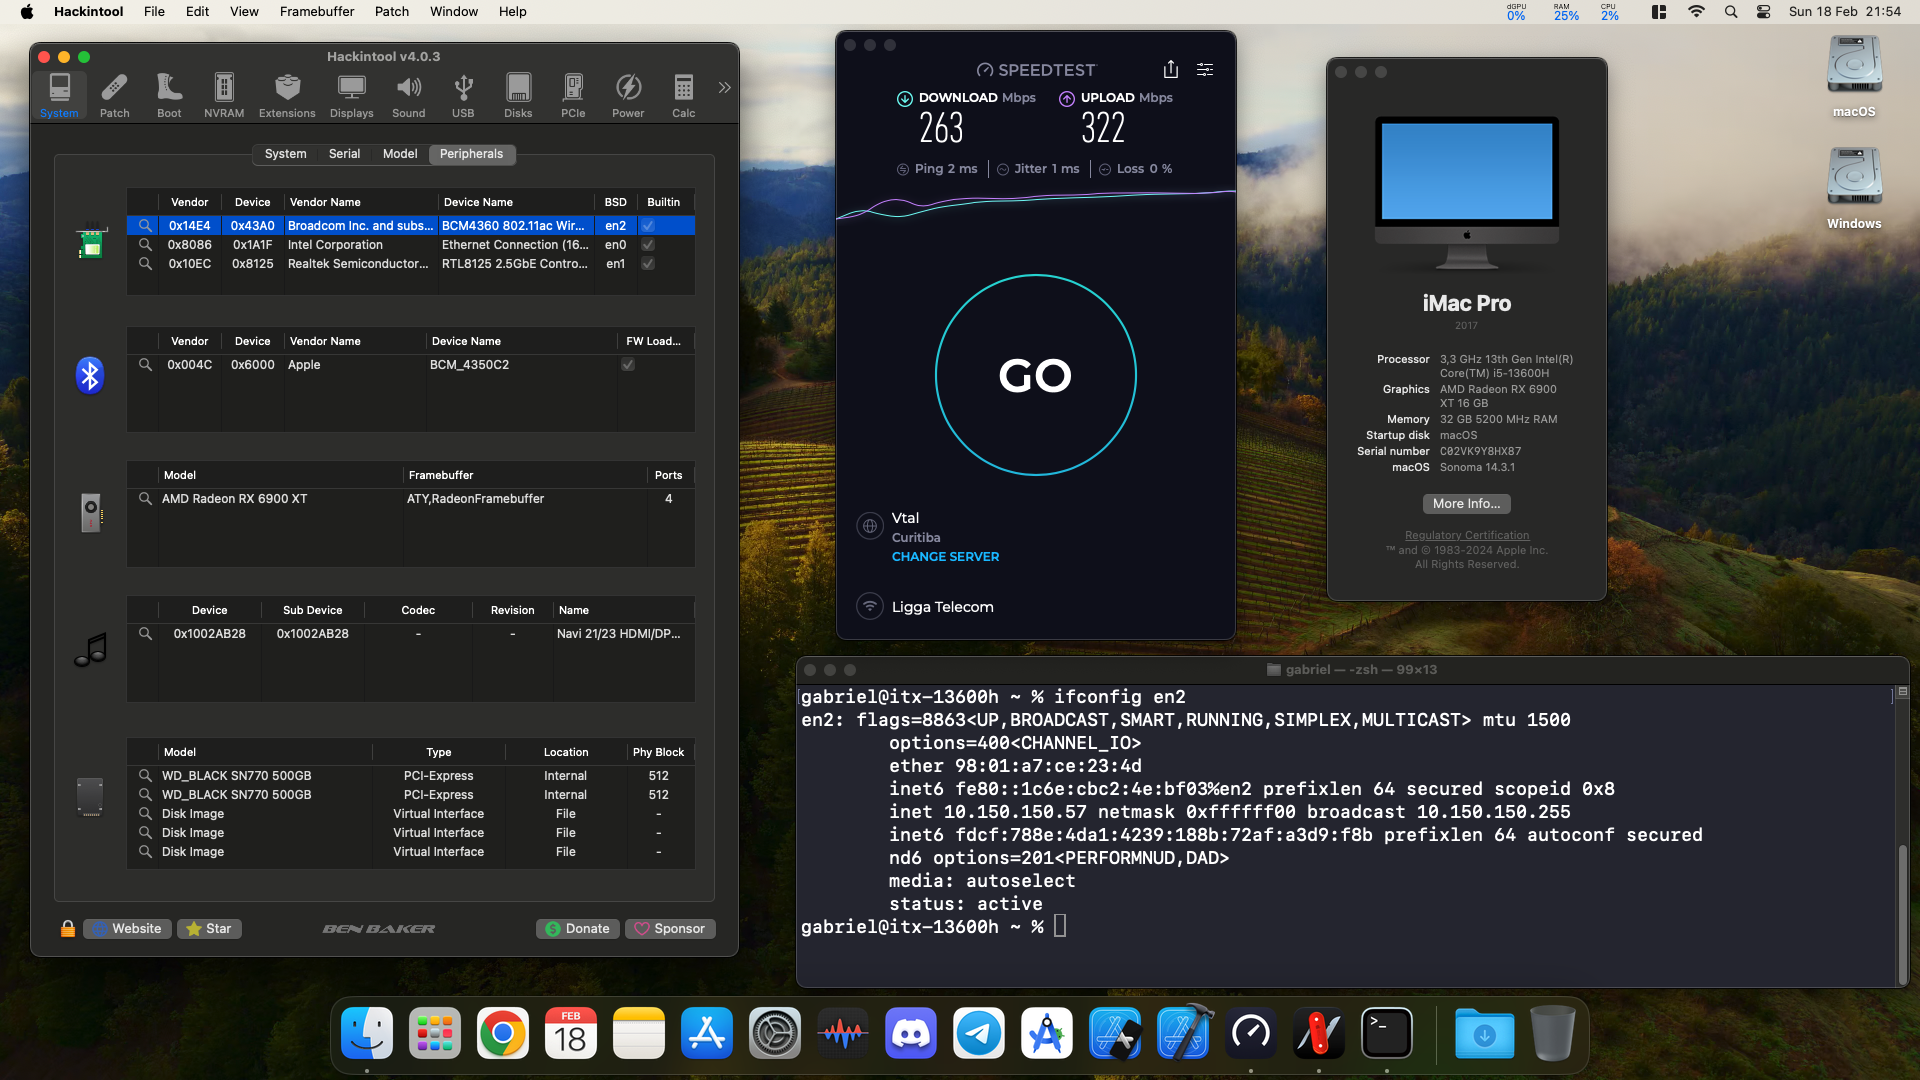 Hackintool File Edit View Framebuffer Patch Window Help
dGPU 0% RAM 25% CPU 2% Sun 18 Feb 21:54
Hackintool v4.0.3
System Patch Boot NVRAM Extensions Displays Sound USB Disks PCIe Power Calc
System Serial Model Peripherals
Vendor Device Vendor Name Device Name BSD Builtin
0x14E4 0x43A0 Broadcom Inc. and subs... BCM4360 802.11ac Wir... en2
0x8086 0x1A1F Intel Corporation Ethernet Connection (16... en0
0x10EC 0x8125 Realtek Semiconductor... RTL8125 2.5GbE Contro... en1
Vendor Device Vendor Name Device Name FW Load...
0x004C 0x6000 Apple BCM_4350C2
Model Framebuffer Ports
AMD Radeon RX 6900 XT ATY,RadeonFramebuffer 4
Device Sub Device Codec Revision Name
0x1002AB28 0x1002AB28 - - Navi 21/23 HDMI/DP...
Model Type Location Phy Block
WD_BLACK SN770 500GB PCI-Express Internal 512
WD_BLACK SN770 500GB PCI-Express Internal 512
Disk Image Virtual Interface File -
Disk Image Virtual Interface File -
Disk Image Virtual Interface File -
Website Star BEN BAKER Donate Sponsor
SPEEDTEST
DOWNLOAD Mbps UPLOAD Mbps
263 322
Ping 2 ms Jitter 1 ms Loss 0 %
GO
Vtal
Curitiba
CHANGE SERVER
Ligga Telecom
iMac Pro
2017
Processor 3,3 GHz 13th Gen Intel(R)
Core(TM) i5-13600H
Graphics AMD Radeon RX 6900
XT 16 GB
Memory 32 GB 5200 MHz RAM
Startup disk macOS
Serial number C02VK9Y8HX87
macOS Sonoma 14.3.1
More Info...
Regulatory Certification
™ and © 1983-2024 Apple Inc.
All Rights Reserved.
macOS
Windows
gabriel — -zsh — 99×13
gabriel@itx-13600h ~ % ifconfig en2
en2: flags=8863<UP,BROADCAST,SMART,RUNNING,SIMPLEX,MULTICAST> mtu 1500
options=400<CHANNEL_IO>
ether 98:01:a7:ce:23:4d
inet6 fe80::1c6e:cbc2:4e:bf03%en2 prefixlen 64 secured scopeid 0x8
inet 10.150.150.57 netmask 0xffffff00 broadcast 10.150.150.255
inet6 fdcf:788e:4da1:4239:188b:72af:a3d9:f8b prefixlen 64 autoconf secured
nd6 options=201<PERFORMNUD,DAD>
media: autoselect
status: active
gabriel@itx-13600h ~ %
FEB
18
>_